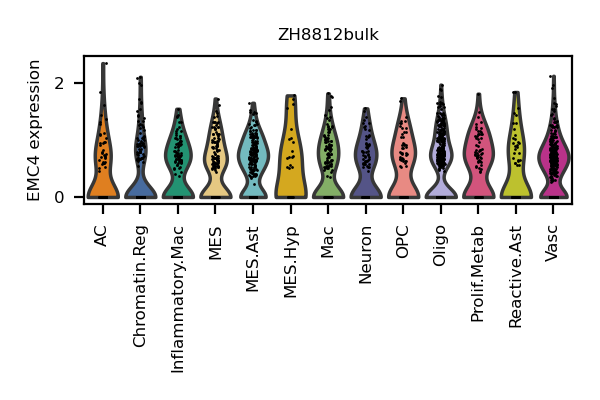 ZH8812bulk
EMC4 expression
2
0
AC
Chromatin.Reg
Inflammatory.Mac
MES
MES.Ast
MES.Hyp
Mac
Neuron
OPC
Oligo
Prolif.Metab
Reactive.Ast
Vasc